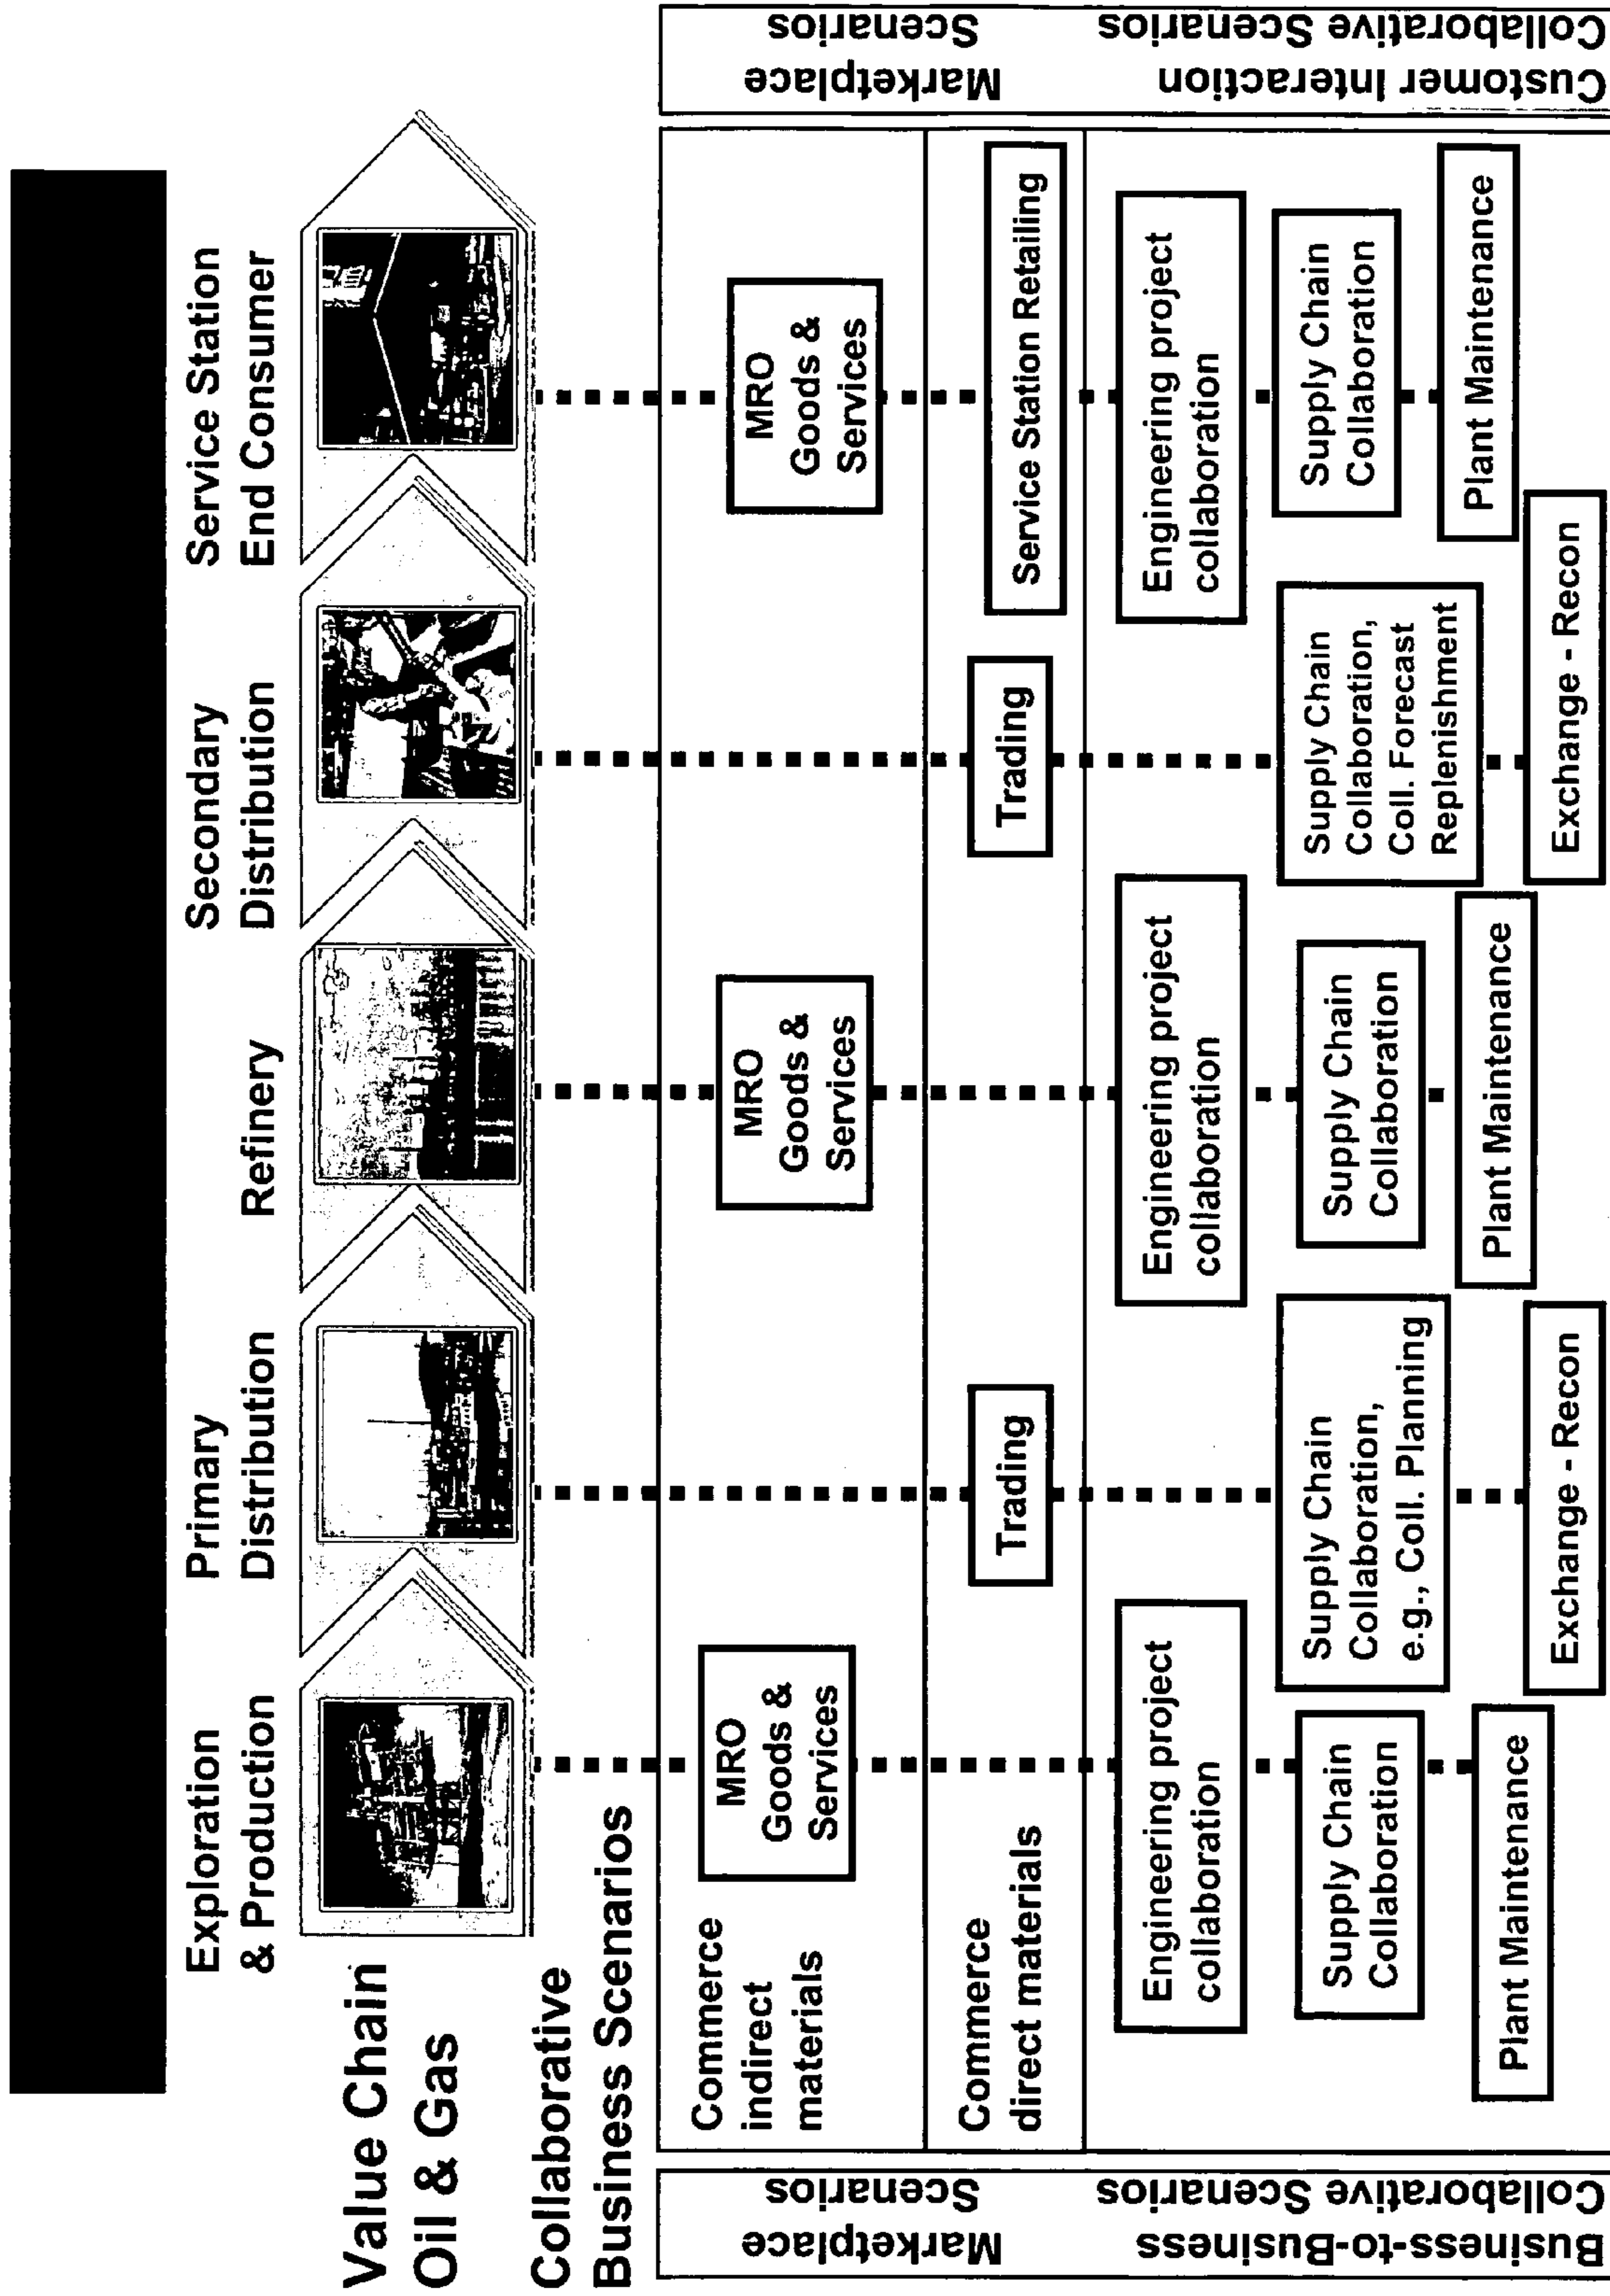 Exploration
& Production
Primary
Distribution
Refinery
Secondary
Distribution
Service Station
End Consumer
Value Chain
Oil & Gas
Collaborative
Business Scenarios
Marketplace
Scenarios
Business-to-Business
Collaborative Scenarios
Commerce
indirect
materials
MRO
Goods &
Services
MRO
Goods &
Services
MRO
Goods &
Services
Commerce
direct materials
Trading
Trading
Service Station Retailing
Engineering project
collaboration
Engineering project
collaboration
Engineering project
collaboration
Supply Chain
Collaboration
Supply Chain
Collaboration,
e.g., Coll. Planning
Supply Chain
Collaboration
Supply Chain
Collaboration,
Coll. Forecast
Replenishment
Supply Chain
Collaboration
Plant Maintenance
Exchange - Recon
Plant Maintenance
Exchange - Recon
Plant Maintenance
Marketplace
Scenarios
Customer Interaction
Collaborative Scenarios